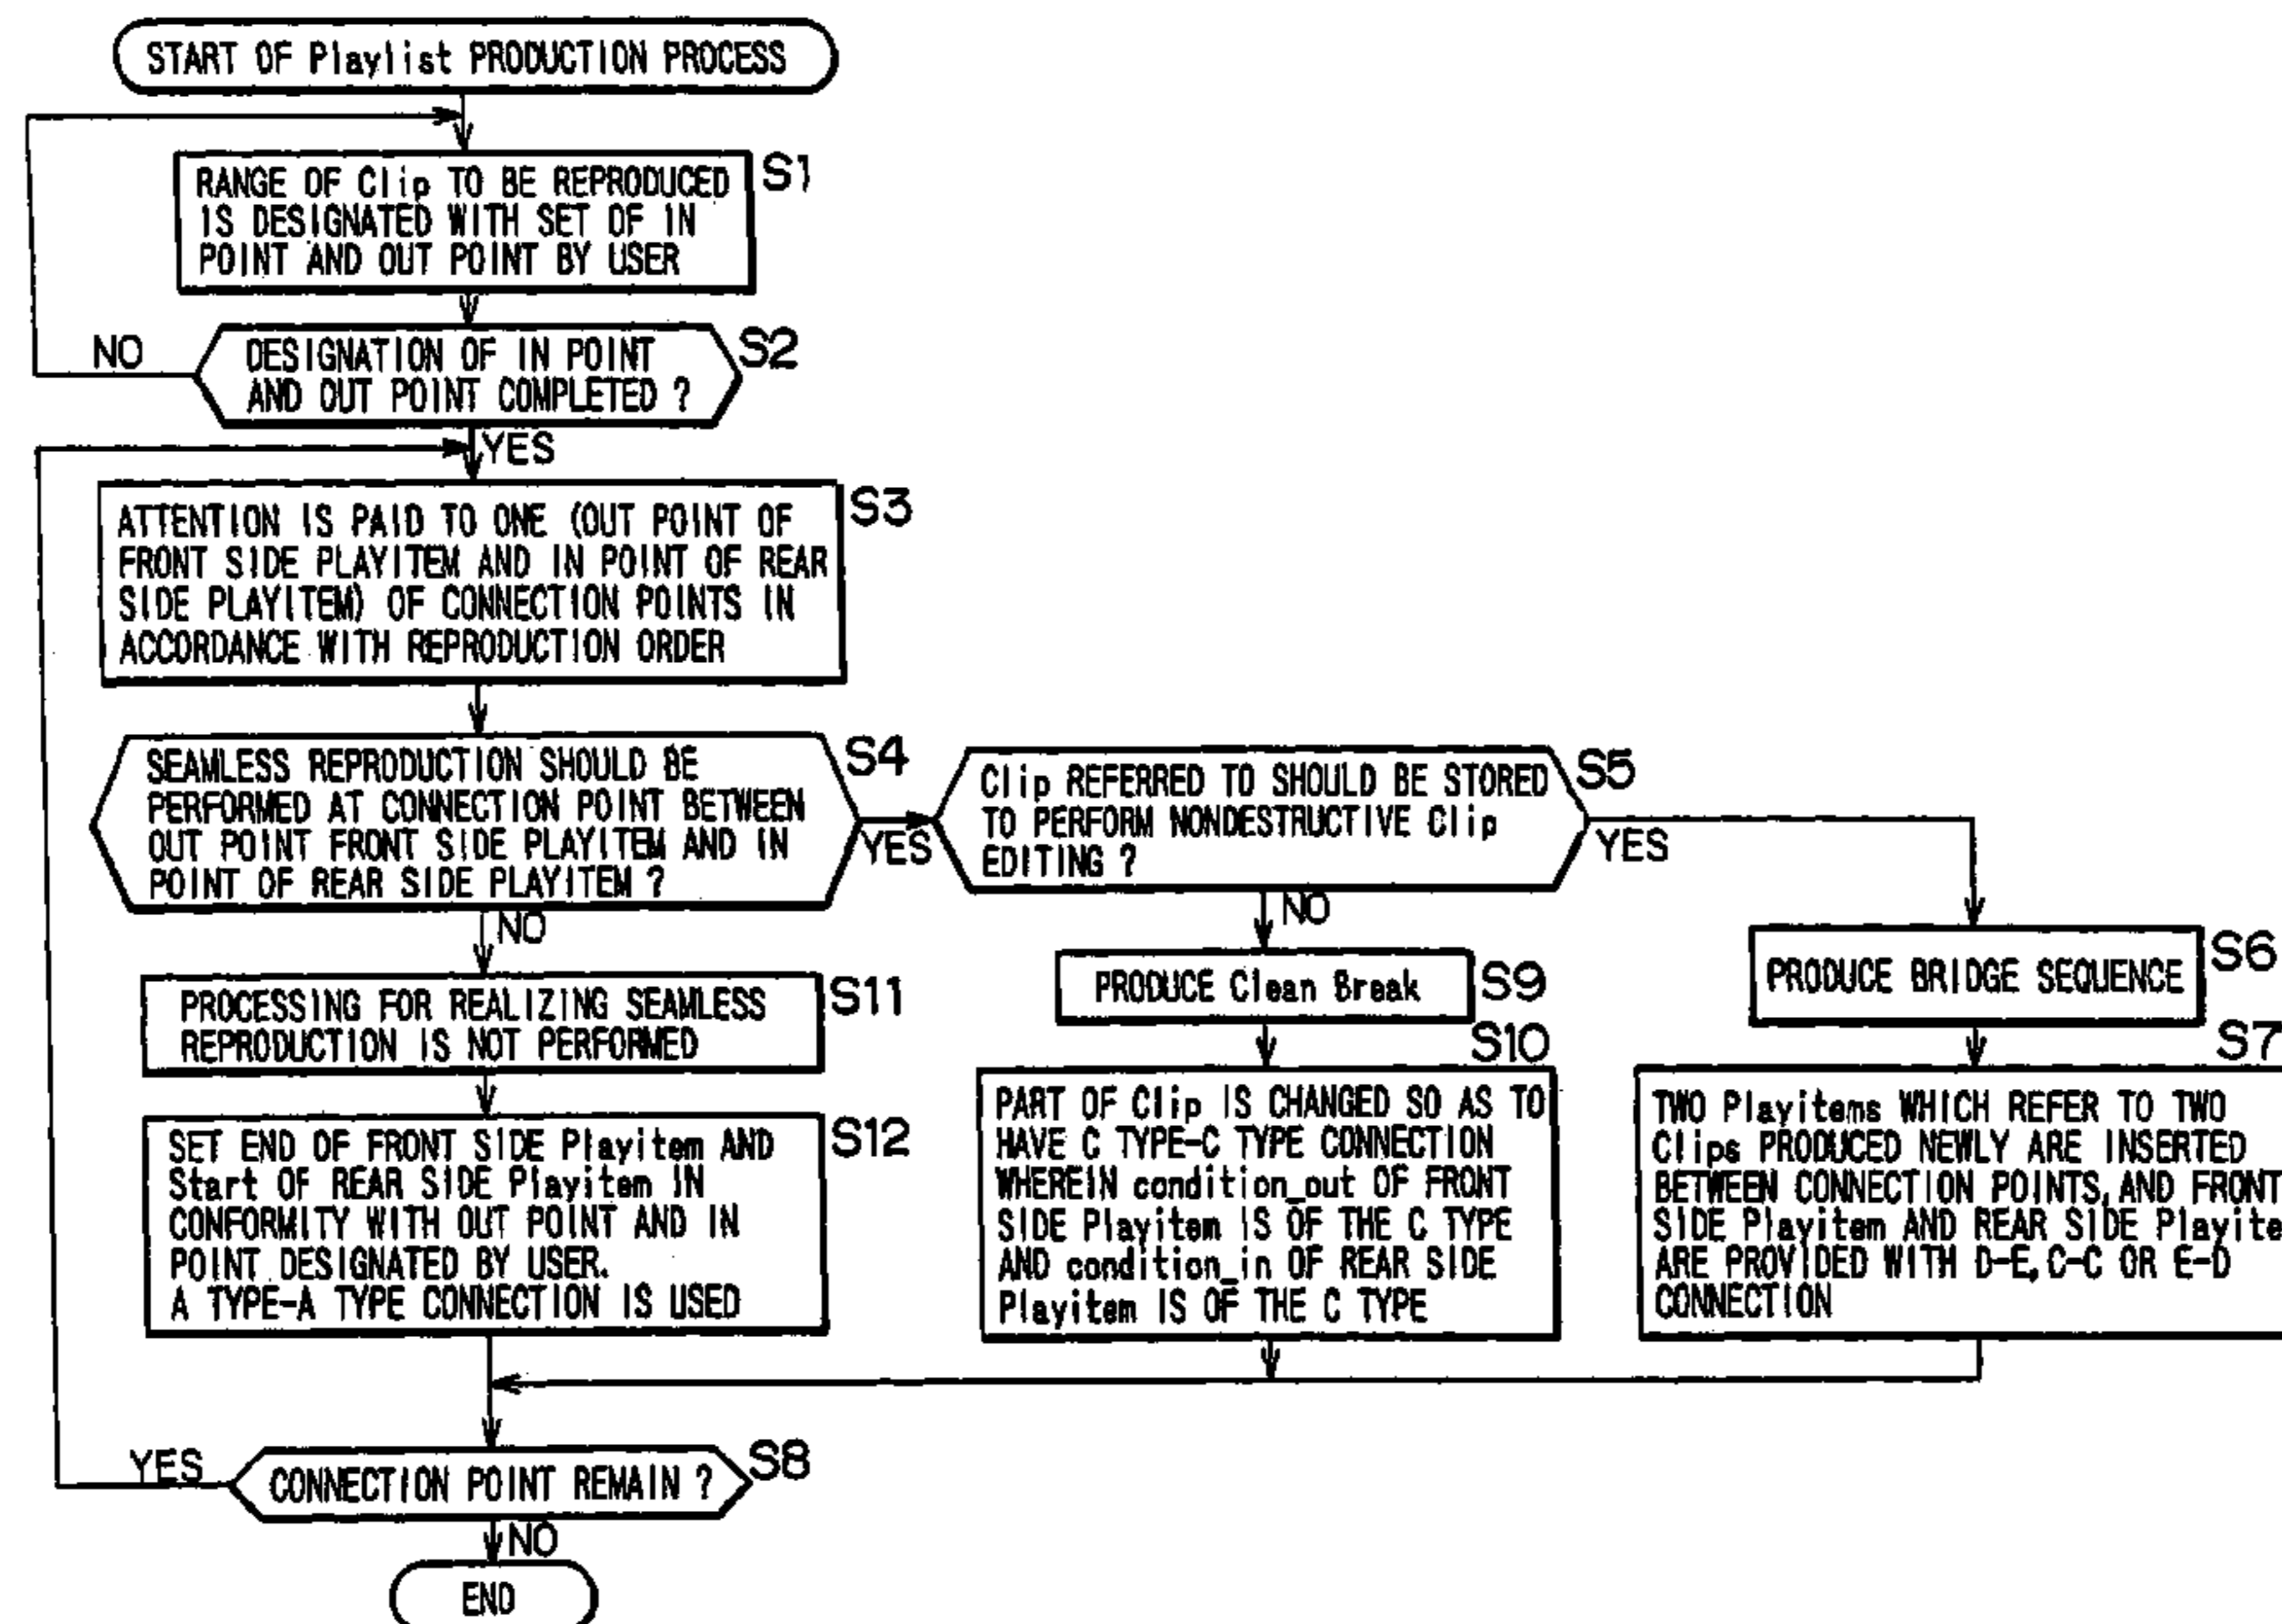 START OF Playlist PRODUCTION PROCESS
RANGE OF Clip TO BE REPRODUCED
IS DESIGNATED WITH SET OF IN
POINT AND OUT POINT BY USER
S1
DESIGNATION OF IN POINT
AND OUT POINT COMPLETED ?
S2
NO
YES
ATTENTION IS PAID TO ONE (OUT POINT OF
FRONT SIDE PLAYITEM AND IN POINT OF REAR
SIDE PLAYITEM) OF CONNECTION POINTS IN
ACCORDANCE WITH REPRODUCTION ORDER
S3
SEAMLESS REPRODUCTION SHOULD BE
PERFORMED AT CONNECTION POINT BETWEEN
OUT POINT FRONT SIDE PLAYITEM AND IN
POINT OF REAR SIDE PLAYITEM ?
S4
YES
NO
Clip REFERRED TO SHOULD BE STORED
TO PERFORM NONDESTRUCTIVE Clip
EDITING ?
S5
YES
NO
PRODUCE BRIDGE SEQUENCE
S6
TWO Playitems WHICH REFER TO TWO
Clips PRODUCED NEWLY ARE INSERTED
BETWEEN CONNECTION POINTS, AND FRONT
SIDE Playitem AND REAR SIDE Playite
ARE PROVIDED WITH D-E, C-C OR E-D
CONNECTION
S7
PRODUCE Clean Break
S9
PART OF Clip IS CHANGED SO AS TO
HAVE C TYPE-C TYPE CONNECTION
WHEREIN condition_out OF FRONT
SIDE Playitem IS OF THE C TYPE
AND condition_in OF REAR SIDE
Playitem IS OF THE C TYPE
S10
PROCESSING FOR REALIZING SEAMLESS
REPRODUCTION IS NOT PERFORMED
S11
SET END OF FRONT SIDE Playitem AND
Start OF REAR SIDE Playitem IN
CONFORMITY WITH OUT POINT AND IN
POINT DESIGNATED BY USER.
A TYPE-A TYPE CONNECTION IS USED
S12
CONNECTION POINT REMAIN ?
S8
YES
NO
END